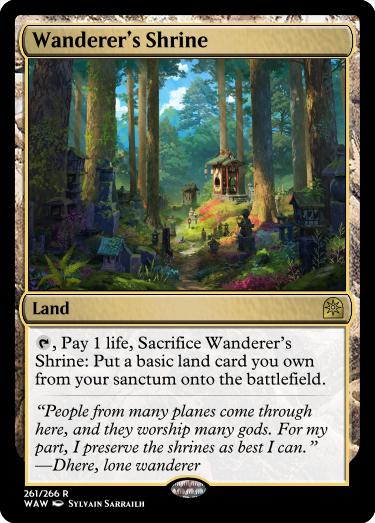 Wanderer's Shrine
Land
, Pay 1 life, Sacrifice Wanderer's
Shrine: Put a basic land card you own
from your sanctum onto the battlefield.
“People from many planes come through
here, and they worship many gods. For my
part, I preserve the shrines as best I can.”
—Dhere, lone wanderer
261/266 R
WAW Sylvain Sarrailh